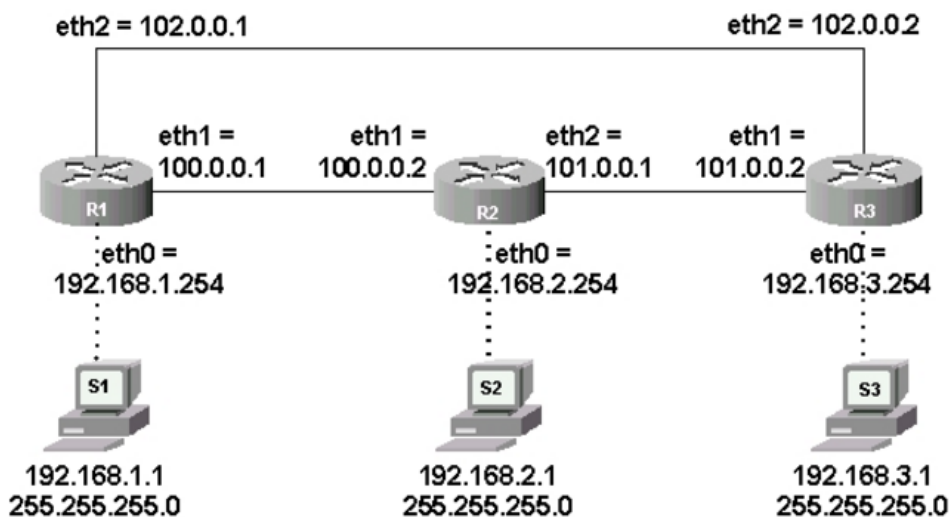 eth2 = 102.0.0.1
eth2 = 102.0.0.2
eth1 =
100.0.0.1
eth1 =
100.0.0.2
eth2 =
101.0.0.1
eth1 =
101.0.0.2
R1
R2
R3
eth0 =
192.168.1.254
eth0 =
192.168.2.254
eth0 =
192.168.3.254
S1
S2
S3
192.168.1.1
255.255.255.0
192.168.2.1
255.255.255.0
192.168.3.1
255.255.255.0